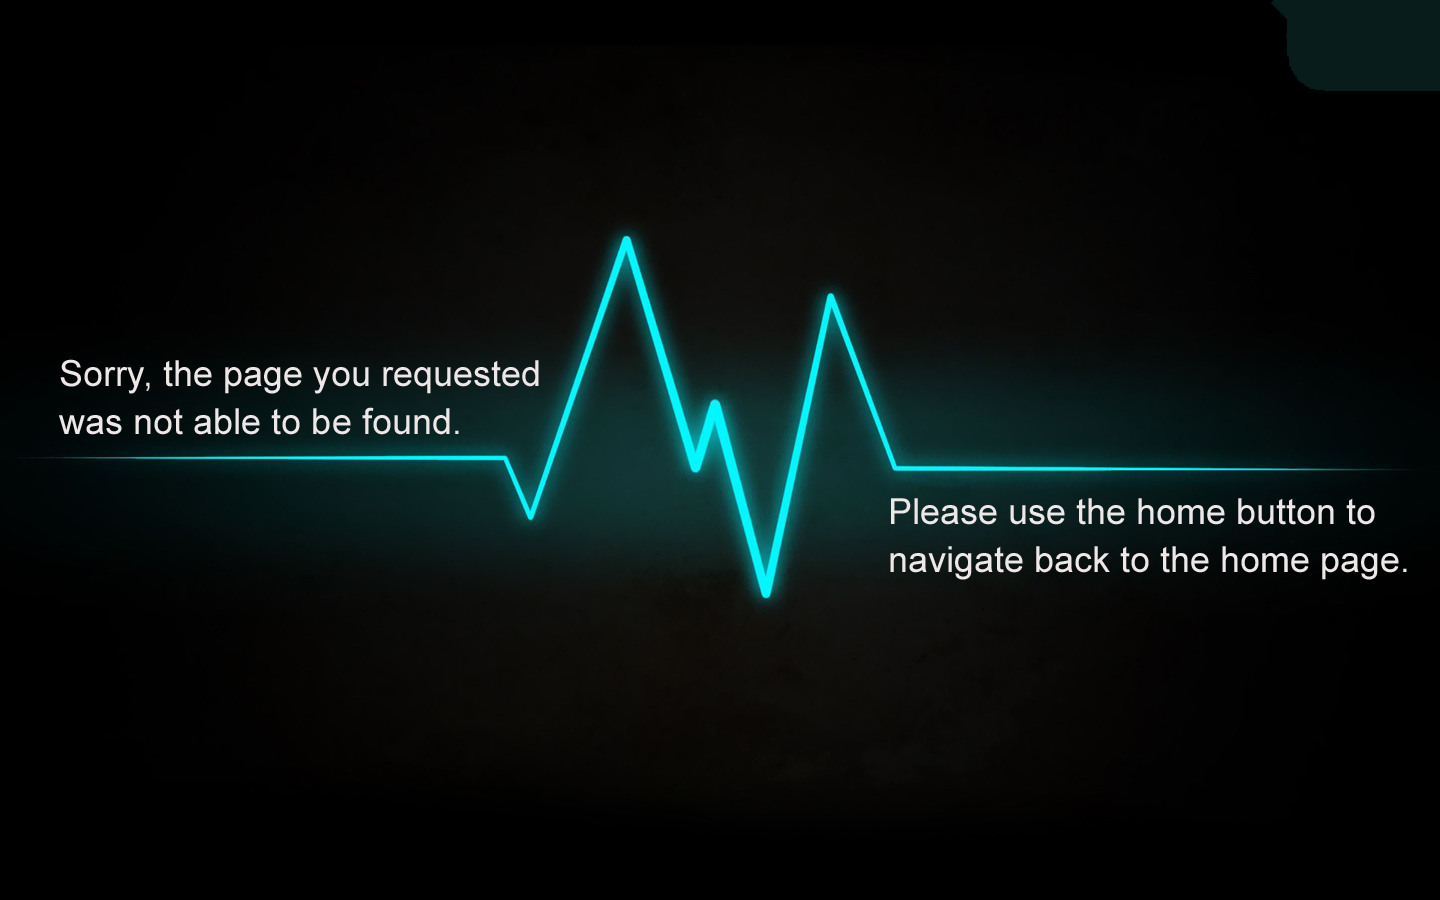 Sorry, the page you requested
was not able to be found.
Please use the home button to
navigate back to the home page.